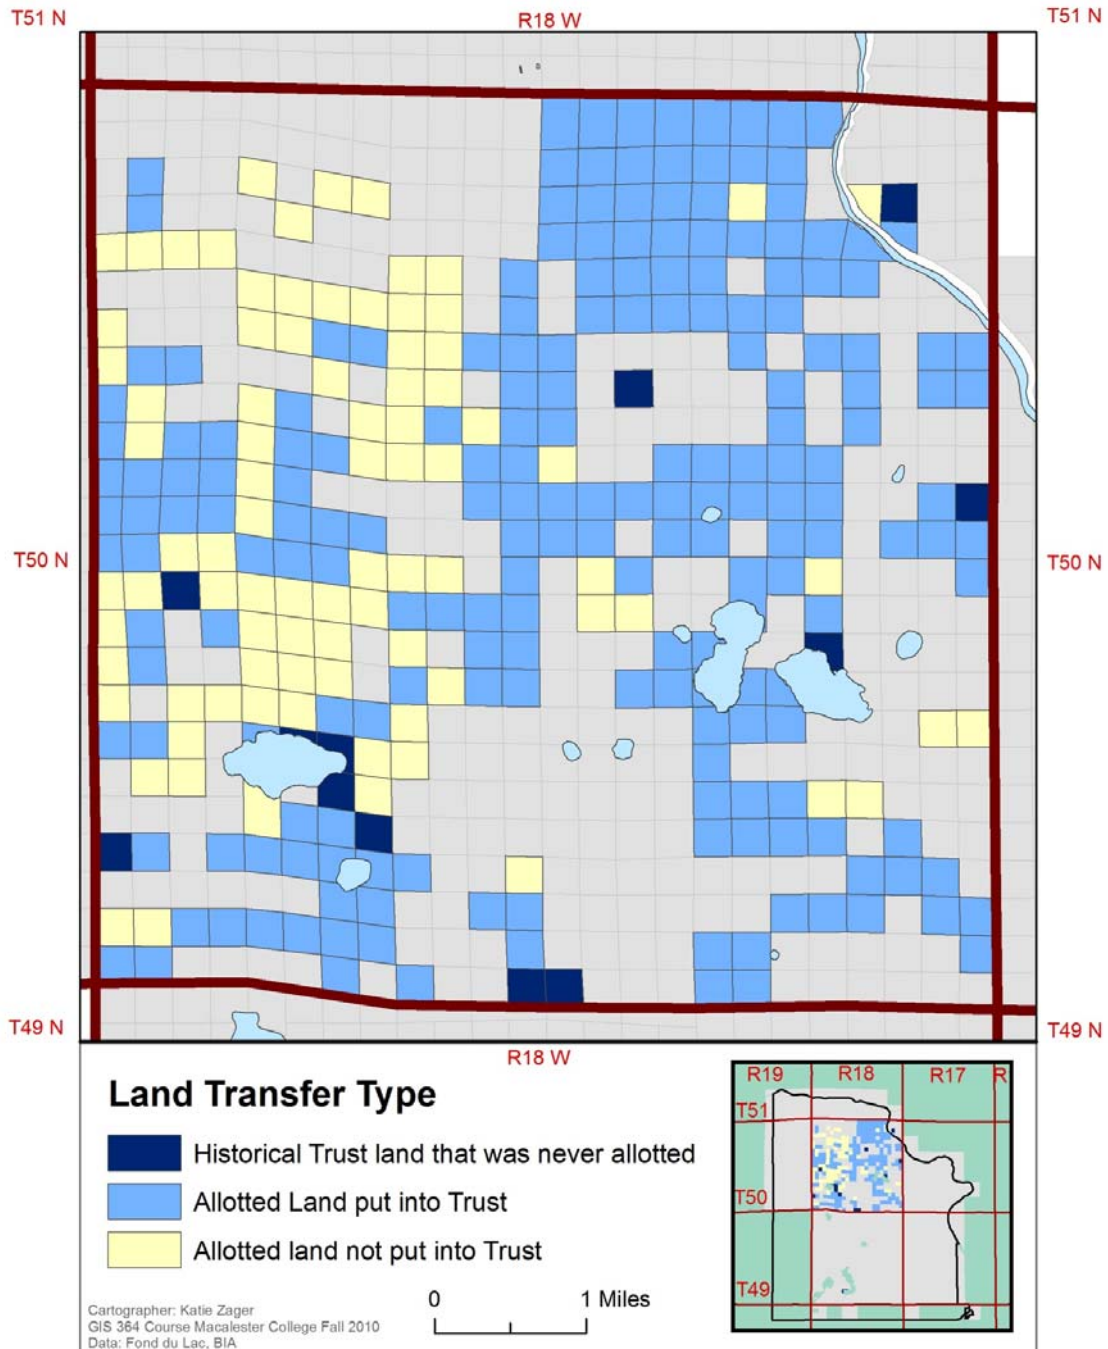 T51 N
R18 W
T51 N
T50 N
T50 N
T49 N
T49 N
R18 W
Land Transfer Type
Historical Trust land that was never allotted
Allotted Land put into Trust
Allotted land not put into Trust
0 1 Miles
Cartographer: Katie Zager
GIS 364 Course Macalester College Fall 2010
Data: Fond du Lac, BIA
R19 R18 R17 R
T51
T50
T49